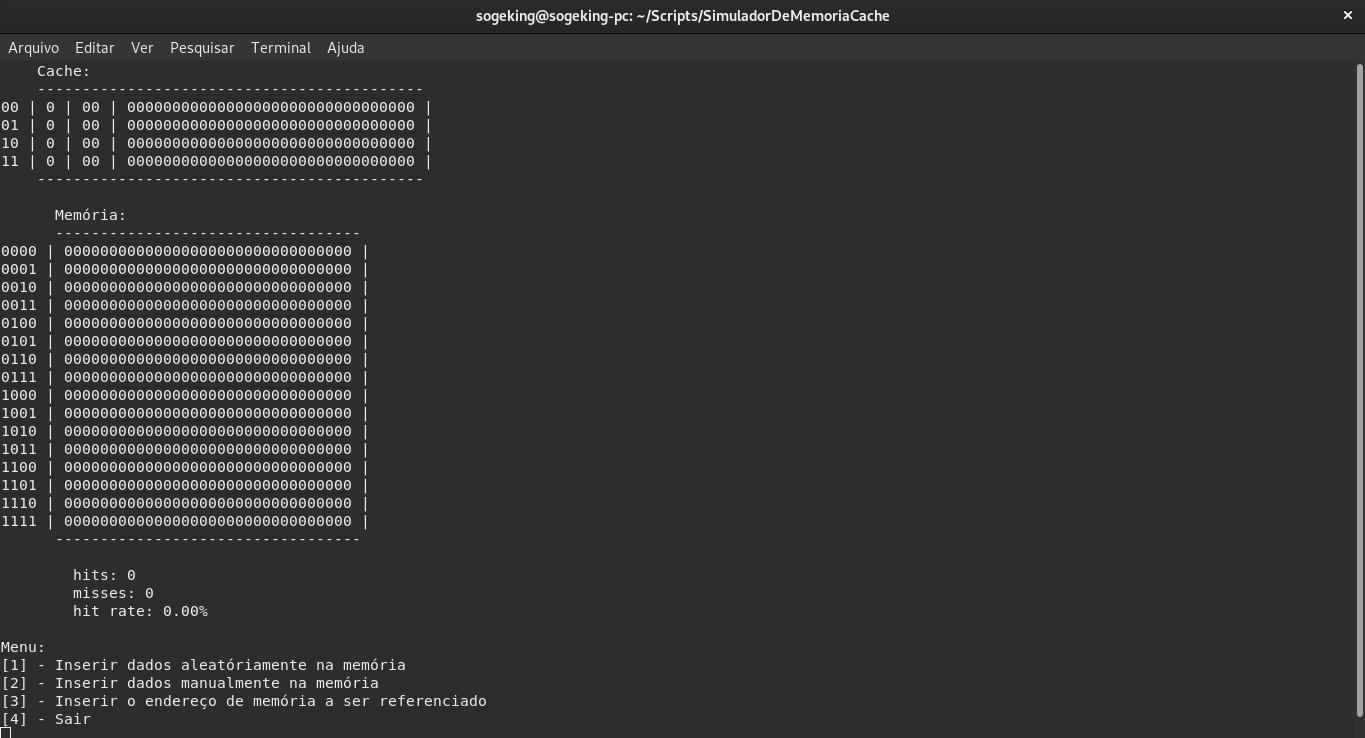 sogeking@sogeking-pc: ~/Scripts/SimuladorDeMemoriaCache ×
Arquivo Editar Ver Pesquisar Terminal Ajuda
    Cache:
    -------------------------------------------
00 | 0 | 00 | 00000000000000000000000000000000 |
01 | 0 | 00 | 00000000000000000000000000000000 |
10 | 0 | 00 | 00000000000000000000000000000000 |
11 | 0 | 00 | 00000000000000000000000000000000 |
    -------------------------------------------
      Memória:
      ----------------------------------
0000 | 00000000000000000000000000000000 |
0001 | 00000000000000000000000000000000 |
0010 | 00000000000000000000000000000000 |
0011 | 00000000000000000000000000000000 |
0100 | 00000000000000000000000000000000 |
0101 | 00000000000000000000000000000000 |
0110 | 00000000000000000000000000000000 |
0111 | 00000000000000000000000000000000 |
1000 | 00000000000000000000000000000000 |
1001 | 00000000000000000000000000000000 |
1010 | 00000000000000000000000000000000 |
1011 | 00000000000000000000000000000000 |
1100 | 00000000000000000000000000000000 |
1101 | 00000000000000000000000000000000 |
1110 | 00000000000000000000000000000000 |
1111 | 00000000000000000000000000000000 |
      ----------------------------------
        hits: 0
        misses: 0
        hit rate: 0.00%
Menu:
[1] - Inserir dados aleatóriamente na memória
[2] - Inserir dados manualmente na memória
[3] - Inserir o endereço de memória a ser referenciado
[4] - Sair